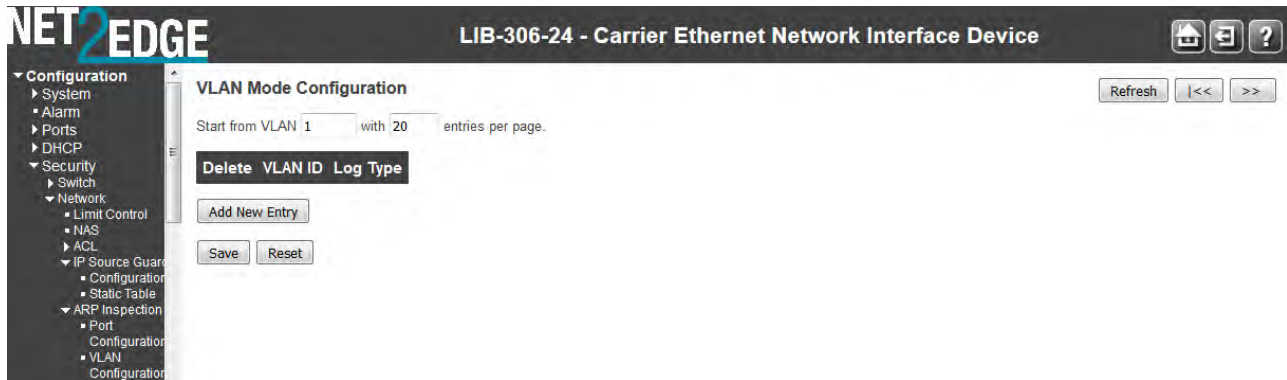 NET2EDGE
LIB-306-24 - Carrier Ethernet Network Interface Device
?
Configuration
System
Alarm
Ports
DHCP
Security
Switch
Network
Limit Control
NAS
ACL
IP Source Guard
Configuration
Static Table
ARP Inspection
Port
Configuration
VLAN
Configuration
VLAN Mode Configuration
Refresh |<< >>
Start from VLAN 1 with 20 entries per page.
Delete VLAN ID Log Type
Add New Entry
Save Reset